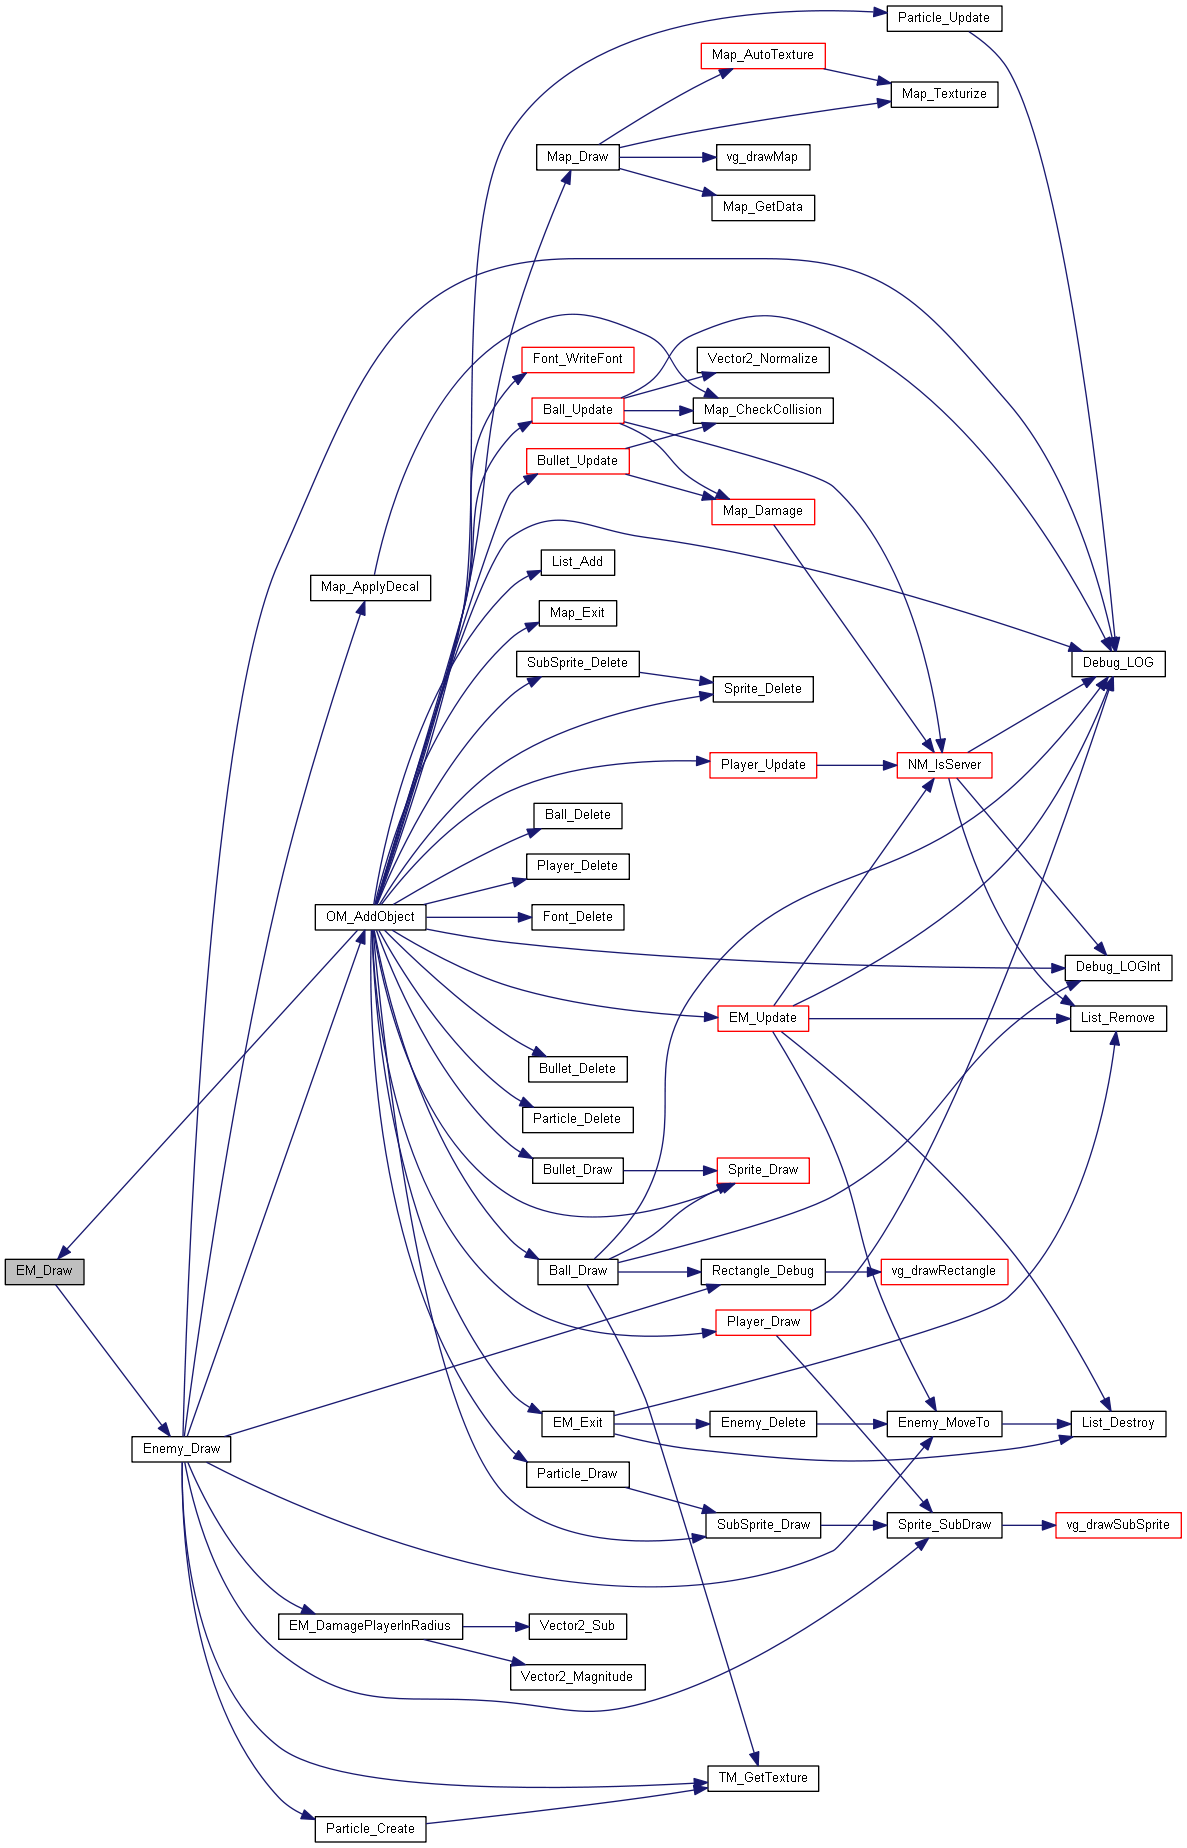 Particle_Update
Map_AutoTexture
Map_Texturize
Map_Draw
vg_drawMap
Map_GetData
Font_WriteFont
Vector2_Normalize
Ball_Update
Map_CheckCollision
Bullet_Update
Map_Damage
List_Add
Map_ApplyDecal
Map_Exit
SubSprite_Delete
Debug_LOG
Sprite_Delete
Player_Update
NM_IsServer
Ball_Delete
Player_Delete
OM_AddObject
Font_Delete
Debug_LOGInt
EM_Update
List_Remove
Bullet_Delete
Particle_Delete
Bullet_Draw
Sprite_Draw
EM_Draw
Ball_Draw
Rectangle_Debug
vg_drawRectangle
Player_Draw
EM_Exit
Enemy_Delete
Enemy_MoveTo
List_Destroy
Enemy_Draw
Particle_Draw
SubSprite_Draw
Sprite_SubDraw
vg_drawSubSprite
EM_DamagePlayerInRadius
Vector2_Sub
Vector2_Magnitude
TM_GetTexture
Particle_Create